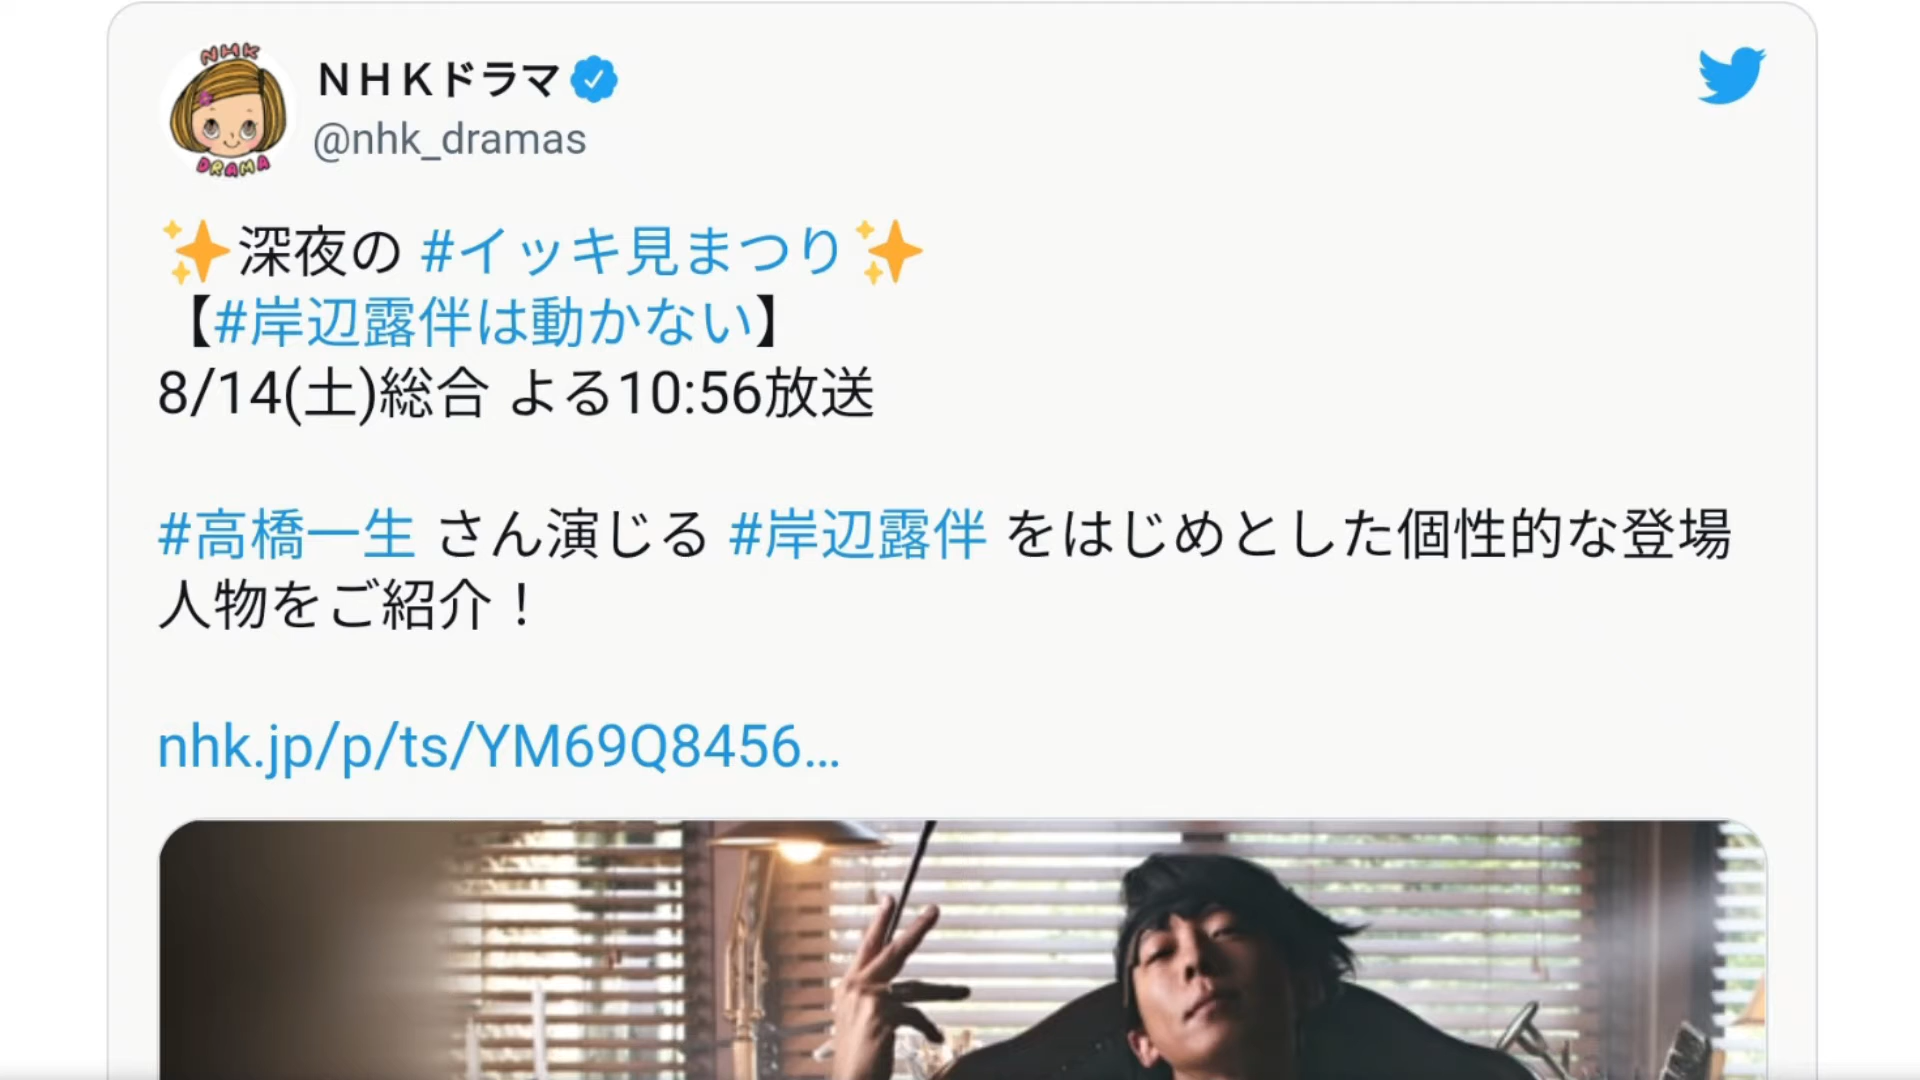 NHK
DRAMA
ＮＨＫドラマ
@nhk_dramas
✨深夜の #イッキ見まつり✨
【#岸辺露伴は動かない】
8/14(土)総合 よる10:56放送
#高橋一生 さん演じる #岸辺露伴 をはじめとした個性的な登場
人物をご紹介！
nhk.jp/p/ts/YM69Q8456…